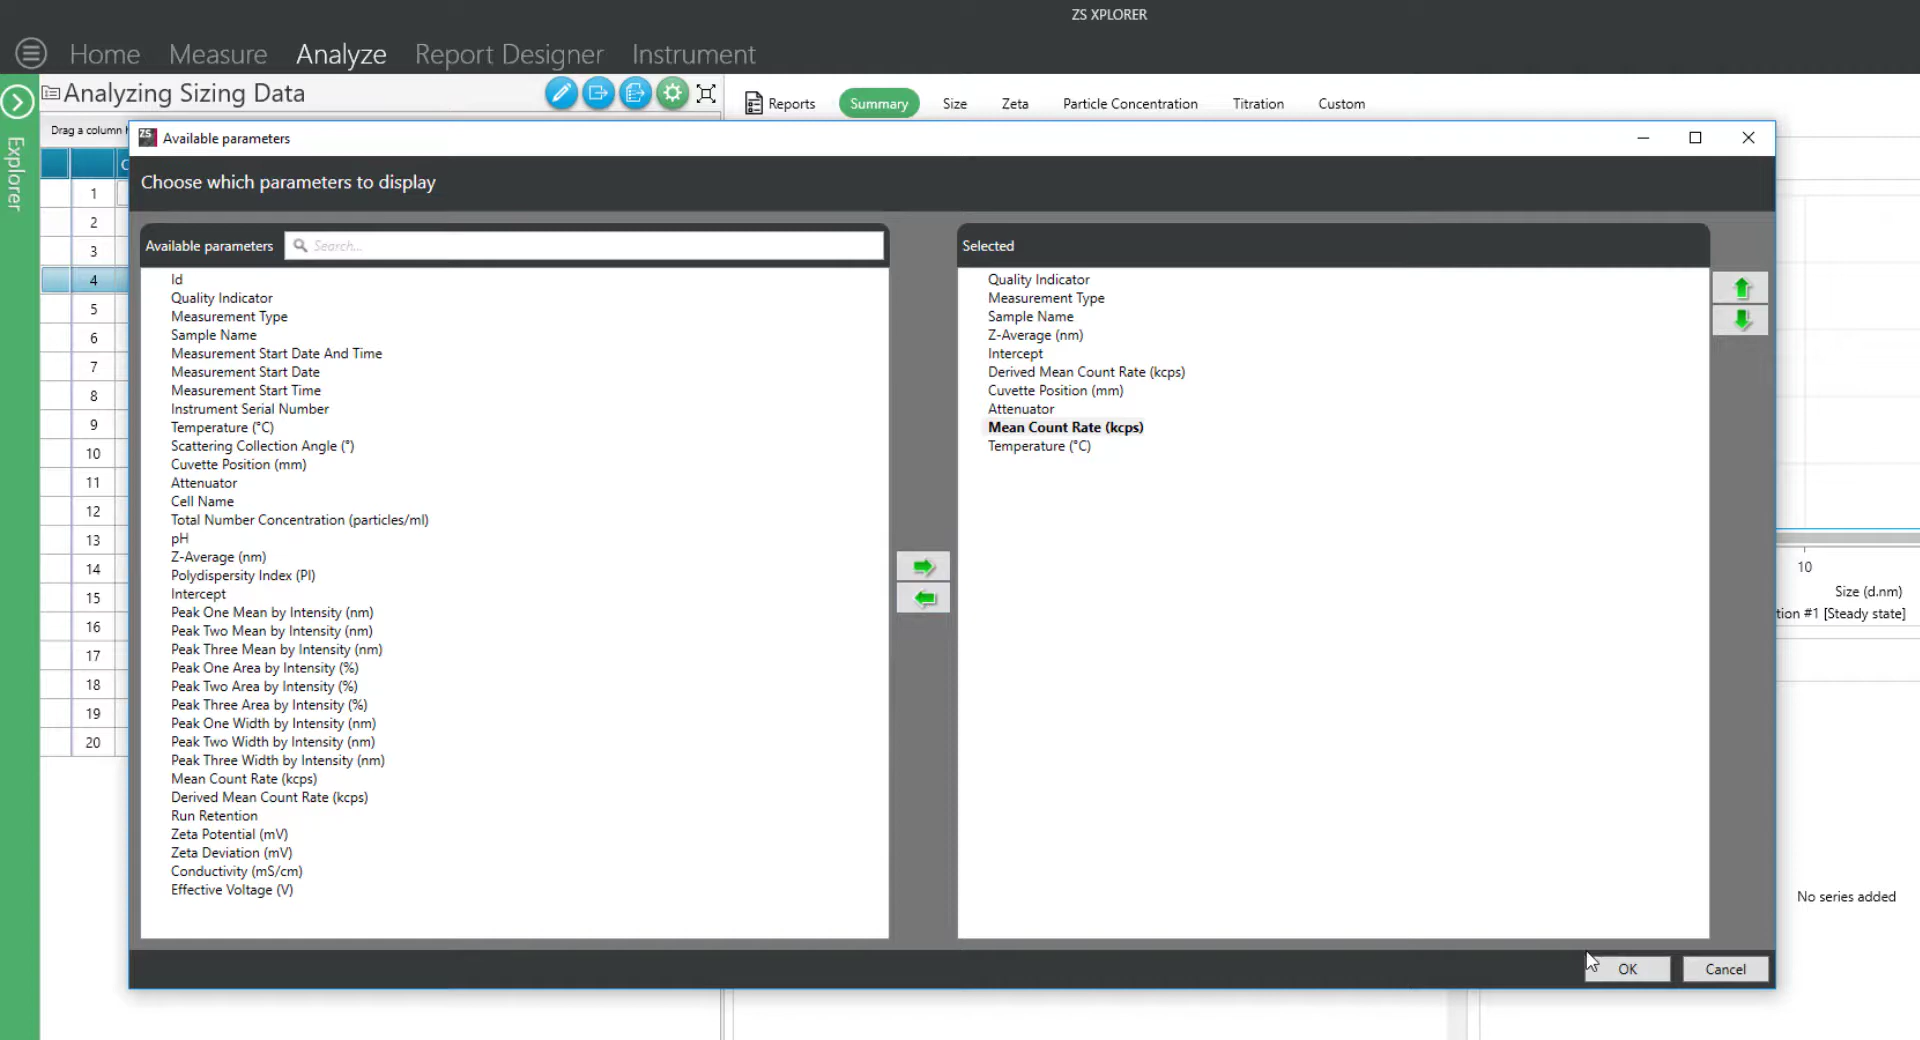 ZS XPLORER
Home Measure Analyze Report Designer Instrument
Analyzing Sizing Data
Reports Summary Size Zeta Particle Concentration Titration Custom
Drag a column
Explorer
ZS Available parameters
Choose which parameters to display
Available parameters Search...
Selected
Id
Quality Indicator
Measurement Type
Sample Name
Measurement Start Date And Time
Measurement Start Date
Measurement Start Time
Instrument Serial Number
Temperature (°C)
Scattering Collection Angle (°)
Cuvette Position (mm)
Attenuator
Cell Name
Total Number Concentration (particles/ml)
pH
Z-Average (nm)
Polydispersity Index (PI)
Intercept
Peak One Mean by Intensity (nm)
Peak Two Mean by Intensity (nm)
Peak Three Mean by Intensity (nm)
Peak One Area by Intensity (%)
Peak Two Area by Intensity (%)
Peak Three Area by Intensity (%)
Peak One Width by Intensity (nm)
Peak Two Width by Intensity (nm)
Peak Three Width by Intensity (nm)
Mean Count Rate (kcps)
Derived Mean Count Rate (kcps)
Run Retention
Zeta Potential (mV)
Zeta Deviation (mV)
Conductivity (mS/cm)
Effective Voltage (V)
Quality Indicator
Measurement Type
Sample Name
Z-Average (nm)
Intercept
Derived Mean Count Rate (kcps)
Cuvette Position (mm)
Attenuator
Mean Count Rate (kcps)
Temperature (°C)
OK Cancel
1
2
3
4
5
6
7
8
9
10
11
12
13
14
15
16
17
18
19
20
10
Size (d.nm)
tion #1 [Steady state]
No series added